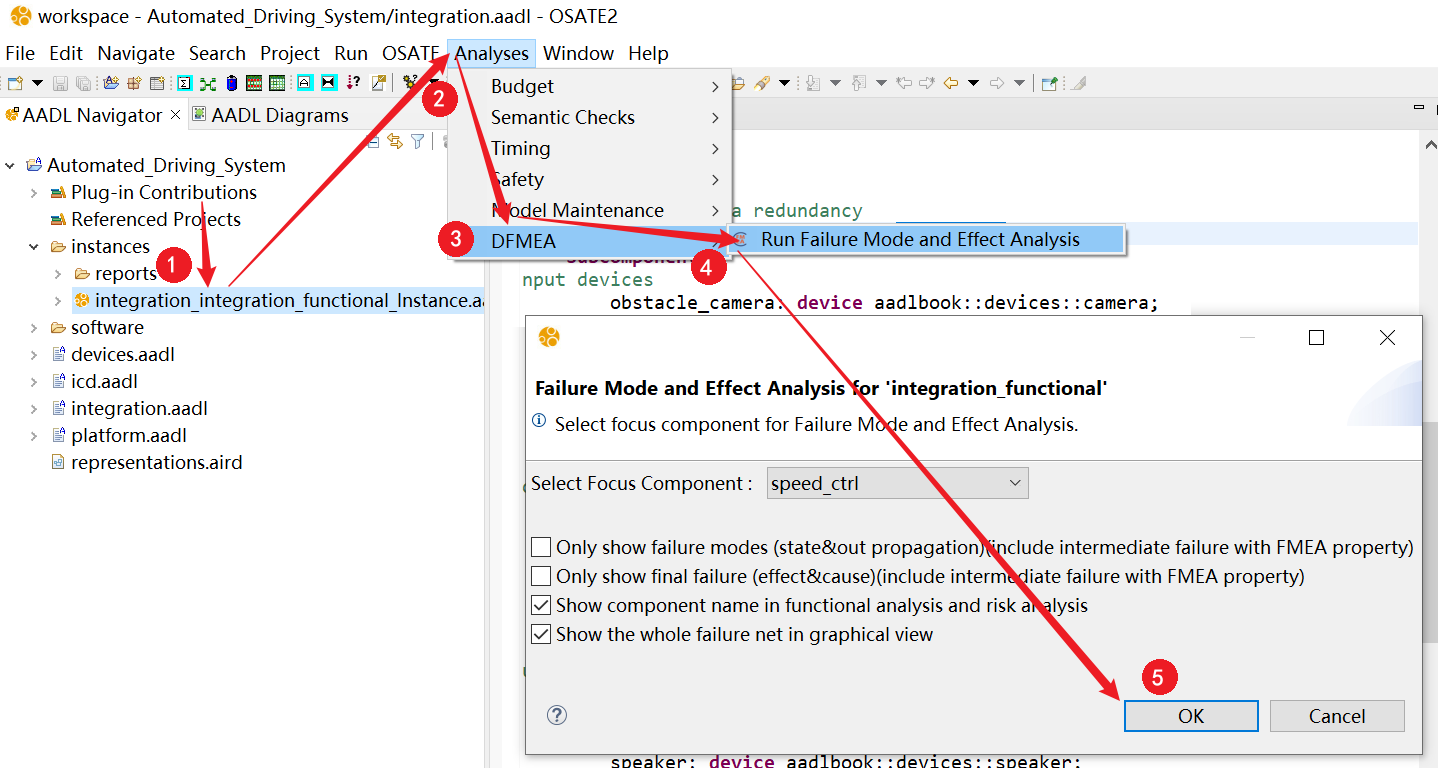 workspace - Automated_Driving_System/integration.aadl - OSATE2
File Edit Navigate Search Project Run OSATE Analyses Window Help
AADL Navigator AADL Diagrams
2
Budget
Semantic Checks
Timing
Safety
Model Maintenance
DFMEA
3
Run Failure Mode and Effect Analysis
4
Automated_Driving_System
Plug-in Contributions
Referenced Projects
instances
1
reports
integration_integration_functional_Instance.aa
software
devices.aadl
icd.aadl
integration.aadl
platform.aadl
representations.aird
a redundancy
subcomponen
nput devices
obstacle_camera: device aadlbook::devices::camera;
Failure Mode and Effect Analysis for 'integration_functional'
Select focus component for Failure Mode and Effect Analysis.
Select Focus Component : speed_ctrl
Only show failure modes (state&out propagation)(include intermediate failure with FMEA property)
Only show final failure (effect&cause)(include intermediate failure with FMEA property)
Show component name in functional analysis and risk analysis
Show the whole failure net in graphical view
5
OK Cancel
speaker: device aadlbook::devices::speaker;